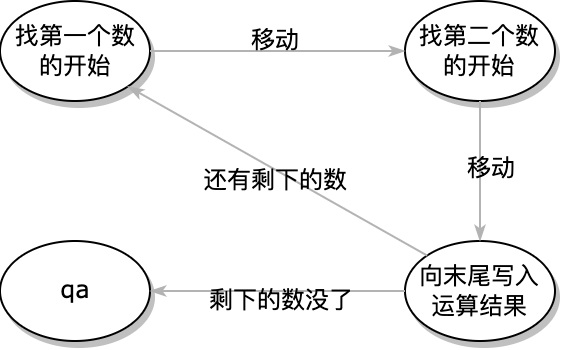 找第一个数
的开始
移动
找第二个数
的开始
移动
还有剩下的数
qa
剩下的数没了
向末尾写入
运算结果